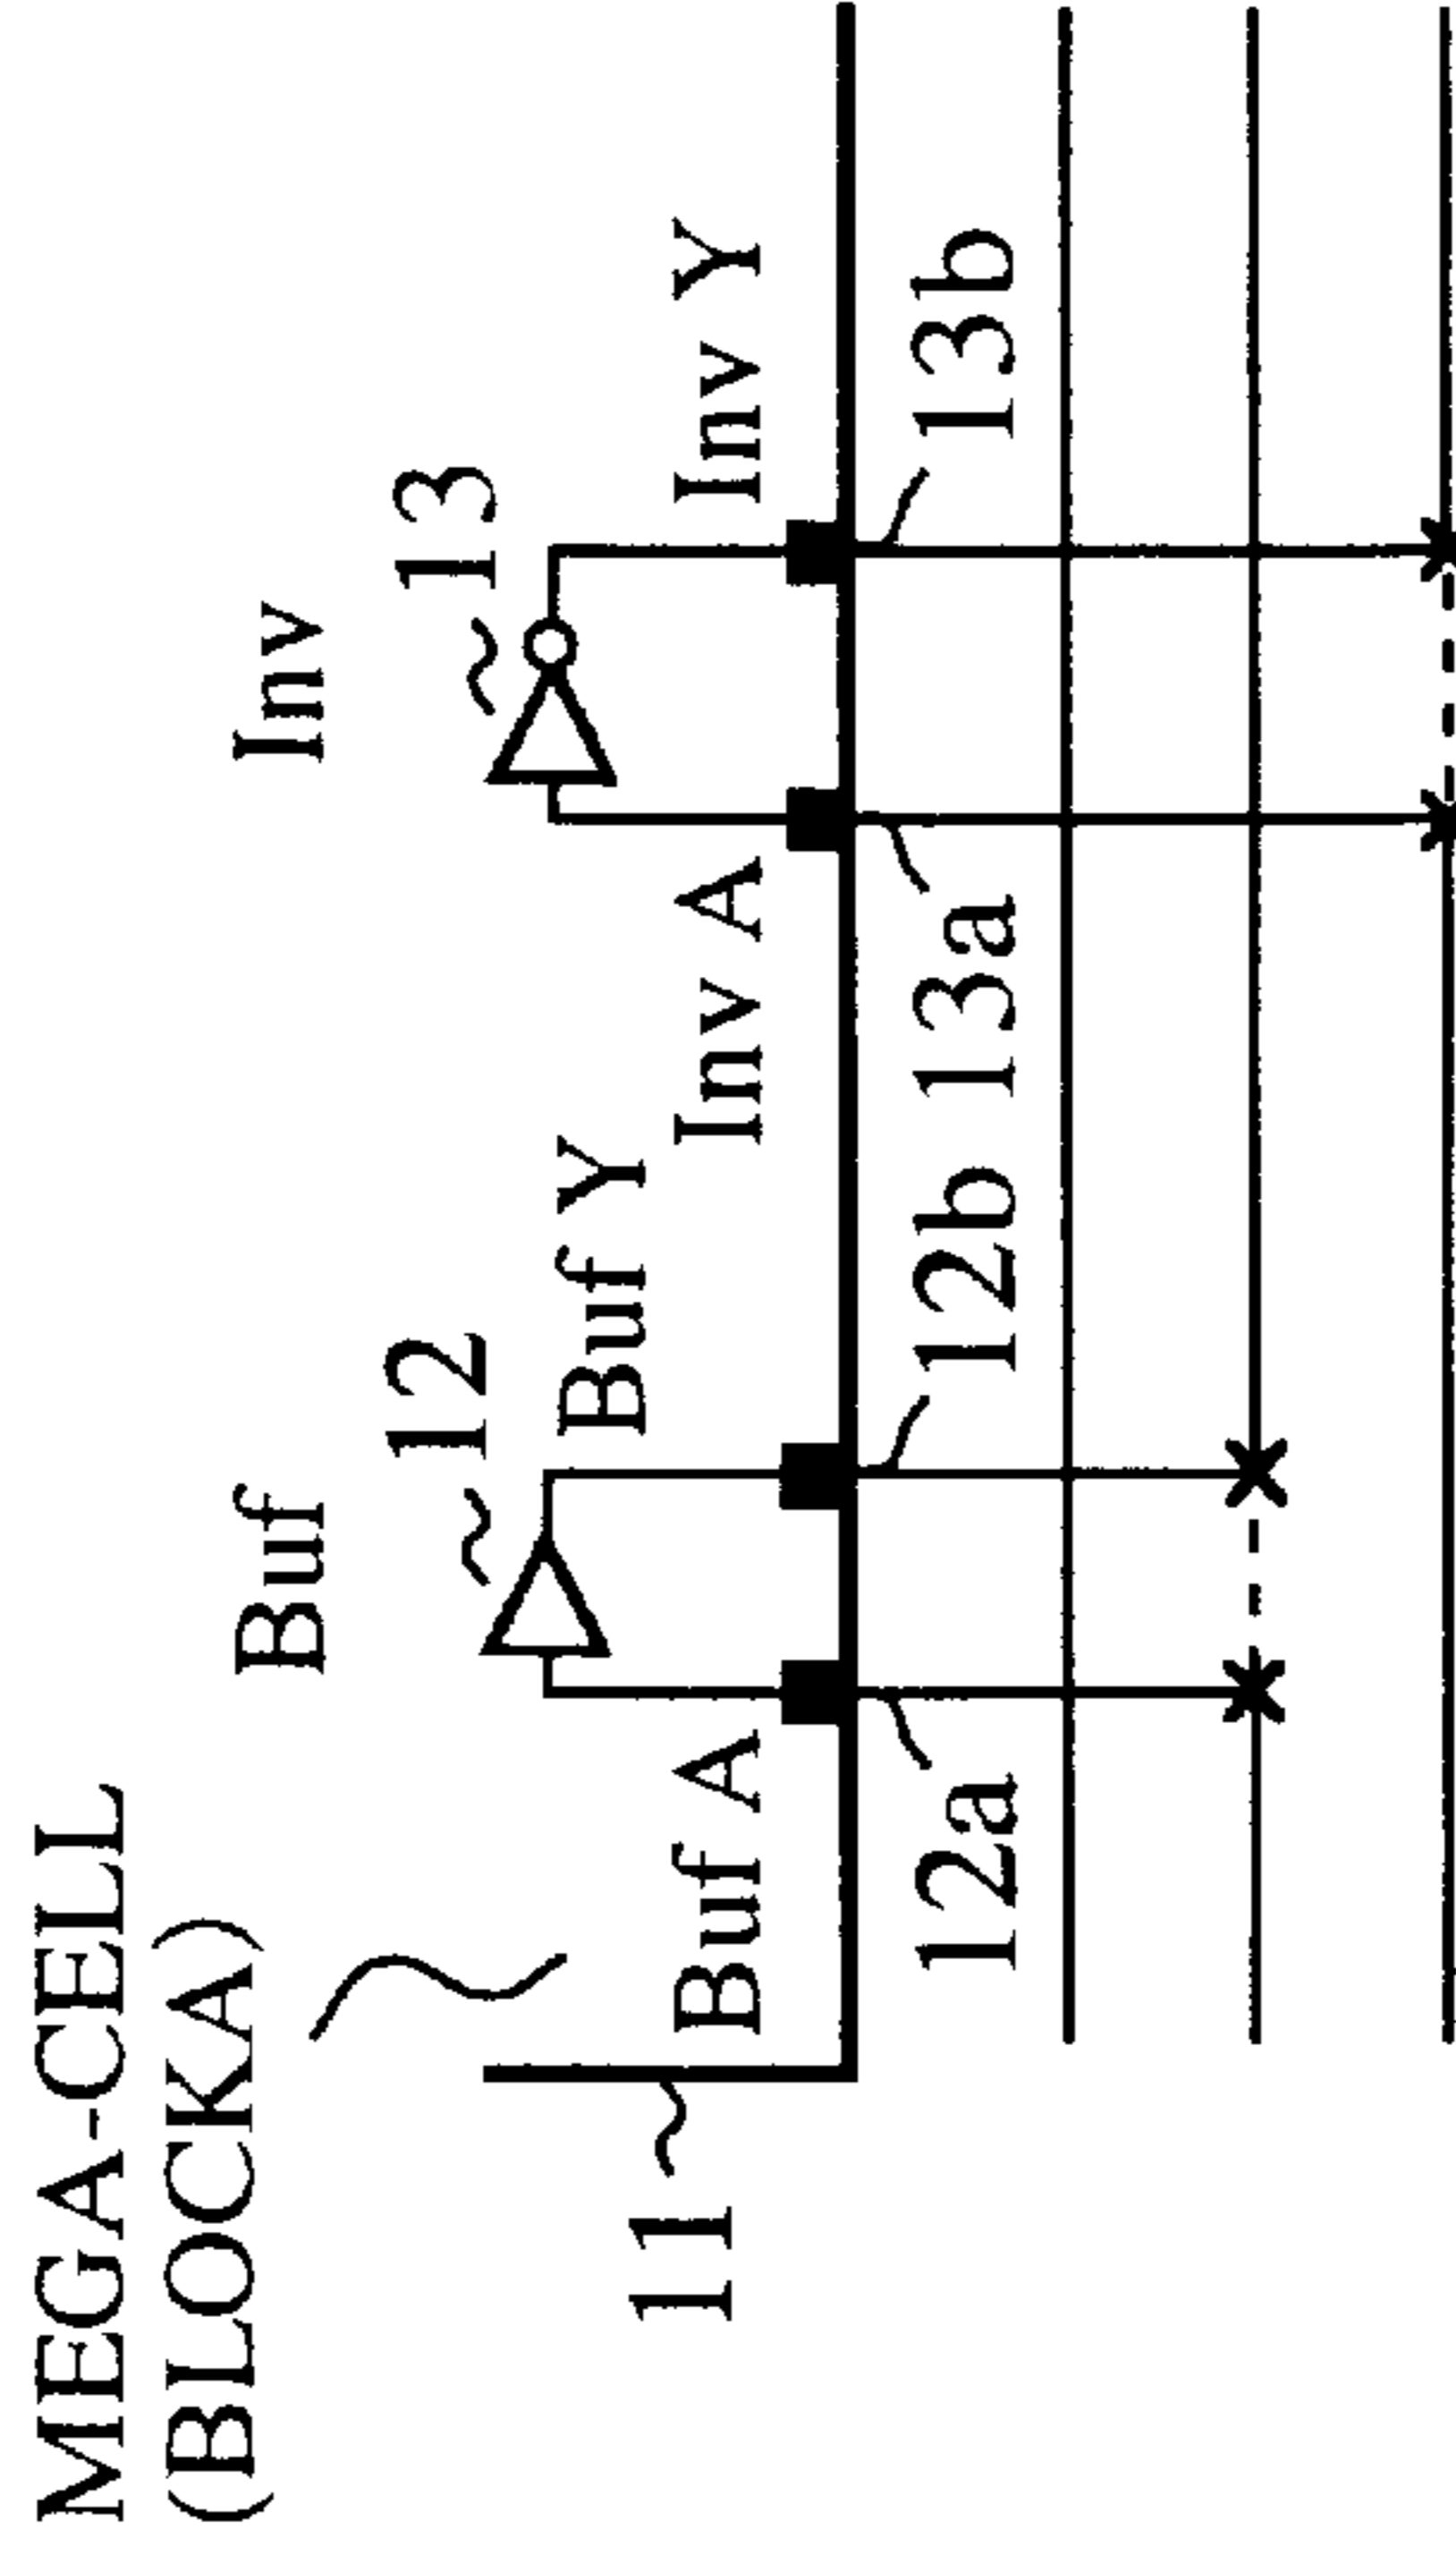 MEGA-CELL
(BLOCKA)
Buf
Inv
12
13
Buf Y
11
Buf A
Inv A
Inv Y
12a
12b
13a
13b